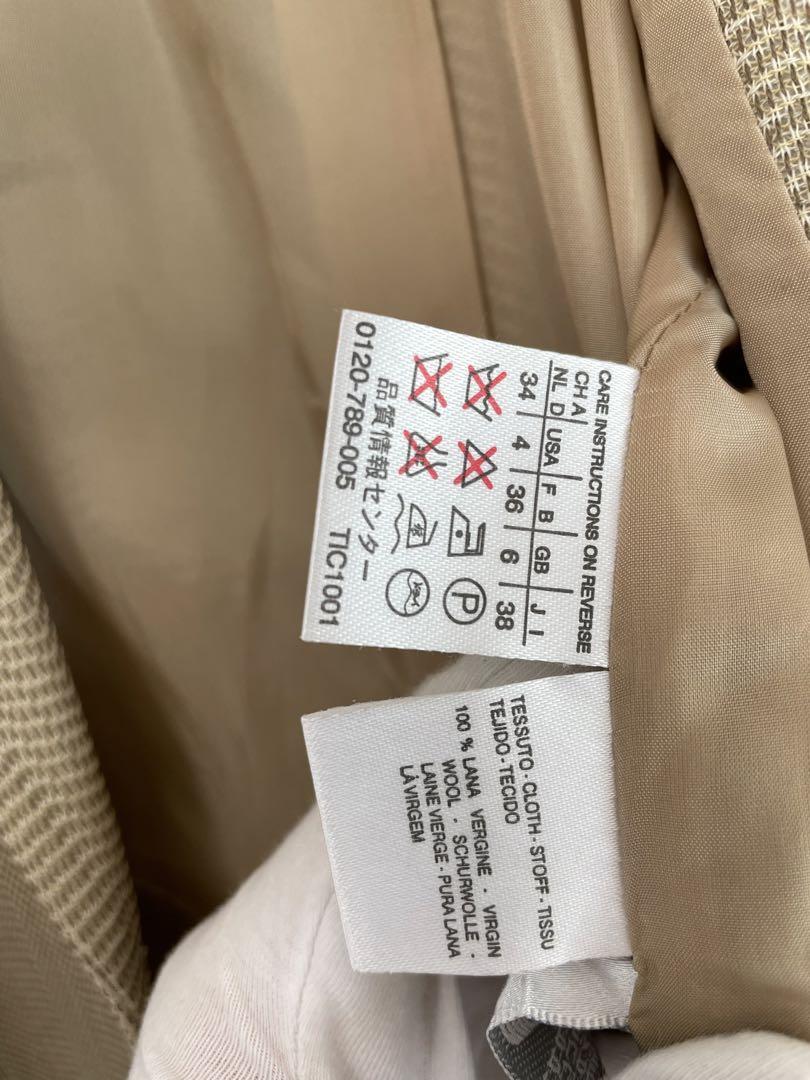 CARE INSTRUCTIONS ON REVERSE
CH A
NL D USA F B GB J I
34 4 36 6 38
P
品質情報センター
0120-789-005 TIC1001
TESSUTO - CLOTH - STOFF - TISSU
TEJIDO - TECIDO
100 % LANA VERGINE - VIRGIN
WOOL - SCHURWOLLE -
LAINE VIERGE - PURA LANA
LÃ VIRGEM